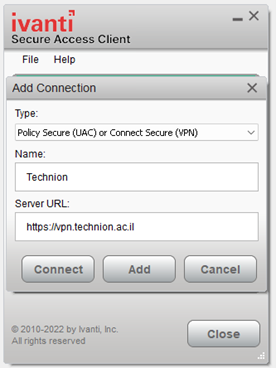 ivanti
Secure Access Client
File Help
Add Connection
Type:
Policy Secure (UAC) or Connect Secure (VPN)
Name:
Technion
Server URL:
https://vpn.technion.ac.il
Connect Add Cancel
© 2010-2022 by Ivanti, Inc.
All rights reserved
Close